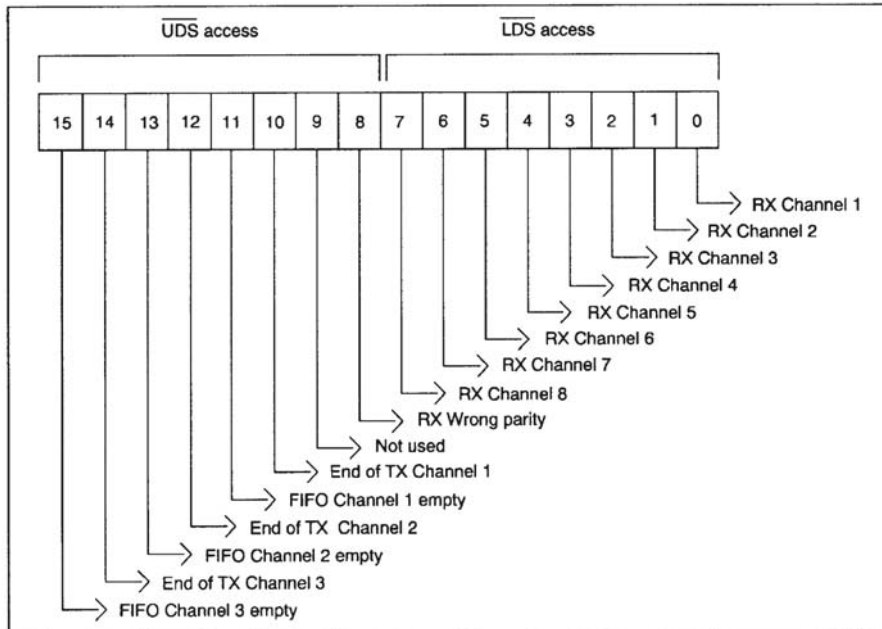 UDS access LDS access
15 14 13 12 11 10 9 8 7 6 5 4 3 2 1 0
RX Channel 1
RX Channel 2
RX Channel 3
RX Channel 4
RX Channel 5
RX Channel 6
RX Channel 7
RX Channel 8
RX Wrong parity
Not used
End of TX Channel 1
FIFO Channel 1 empty
End of TX Channel 2
FIFO Channel 2 empty
End of TX Channel 3
FIFO Channel 3 empty